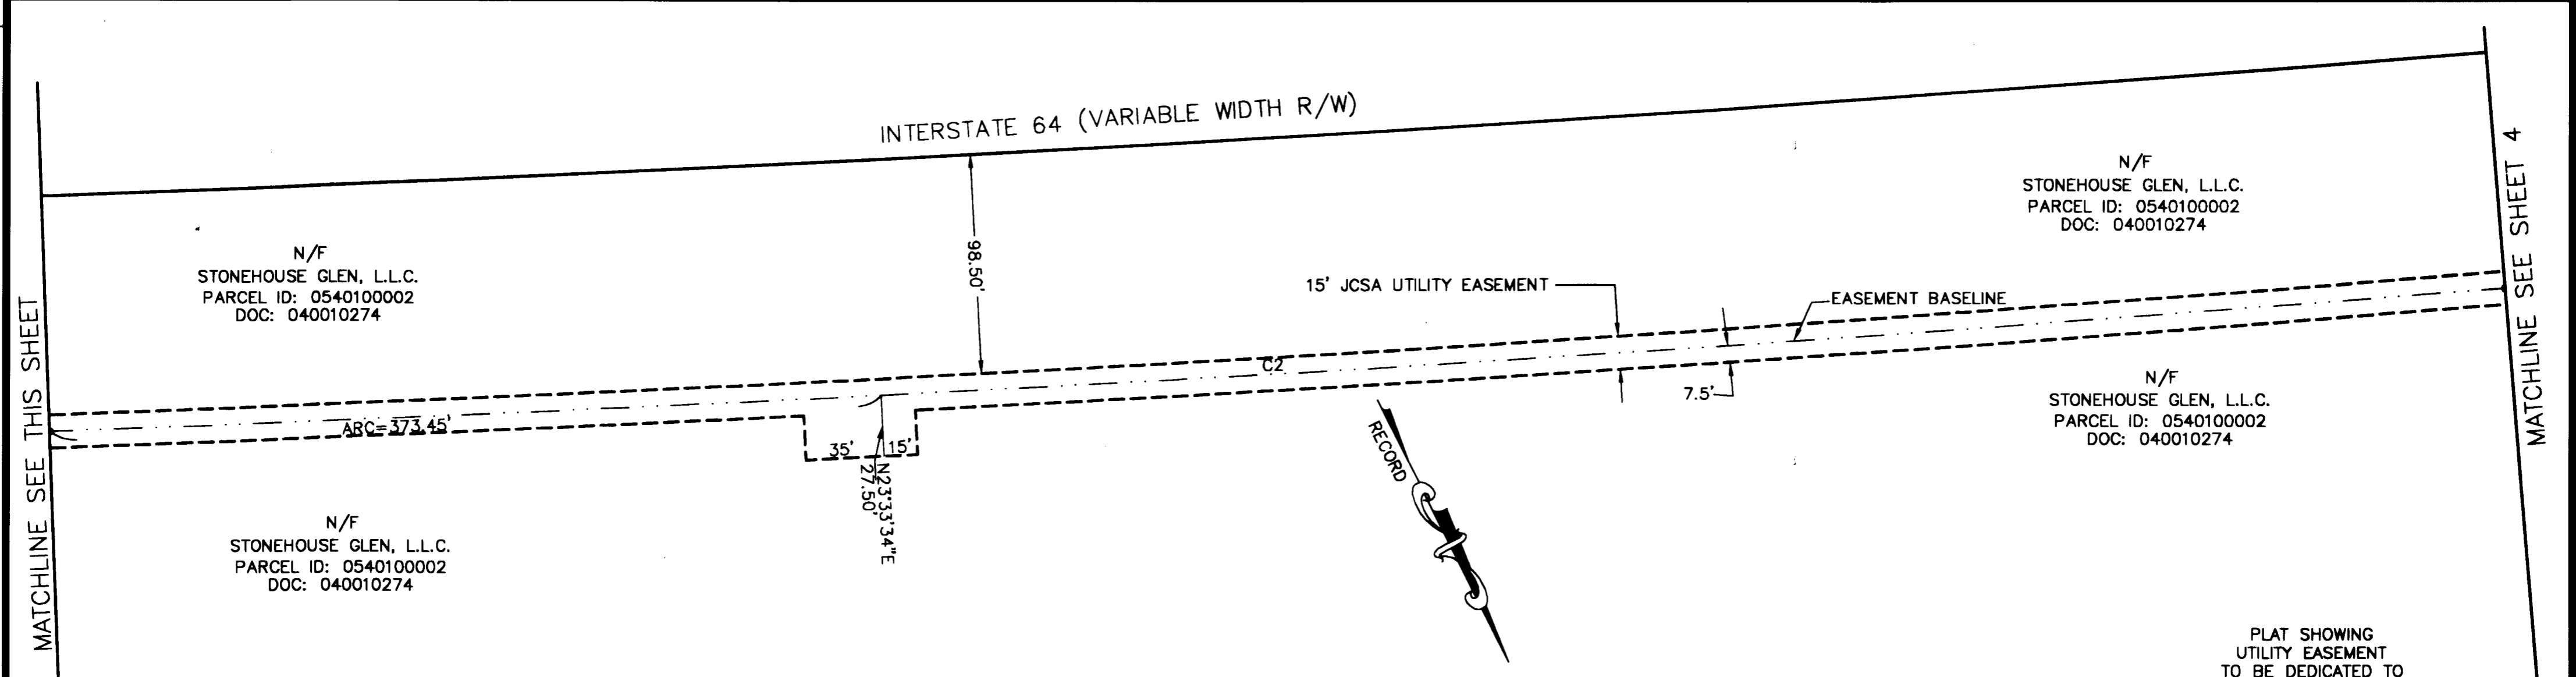 INTERSTATE 64 (VARIABLE WIDTH R/W)
MATCHLINE SEE THIS SHEET
N/F
STONEHOUSE GLEN, L.L.C.
PARCEL ID: 0540100002
DOC: 040010274
98.50'
15' JCSA UTILITY EASEMENT
EASEMENT BASELINE
N/F
STONEHOUSE GLEN, L.L.C.
PARCEL ID: 0540100002
DOC: 040010274
MATCHLINE SEE SHEET 4
C2
7.5'
ARC=373.45'
35'
15'
N23°33'34"E
27.50'
RECORD
N/F
STONEHOUSE GLEN, L.L.C.
PARCEL ID: 0540100002
DOC: 040010274
N/F
STONEHOUSE GLEN, L.L.C.
PARCEL ID: 0540100002
DOC: 040010274
PLAT SHOWING
UTILITY EASEMENT
TO BE DEDICATED TO